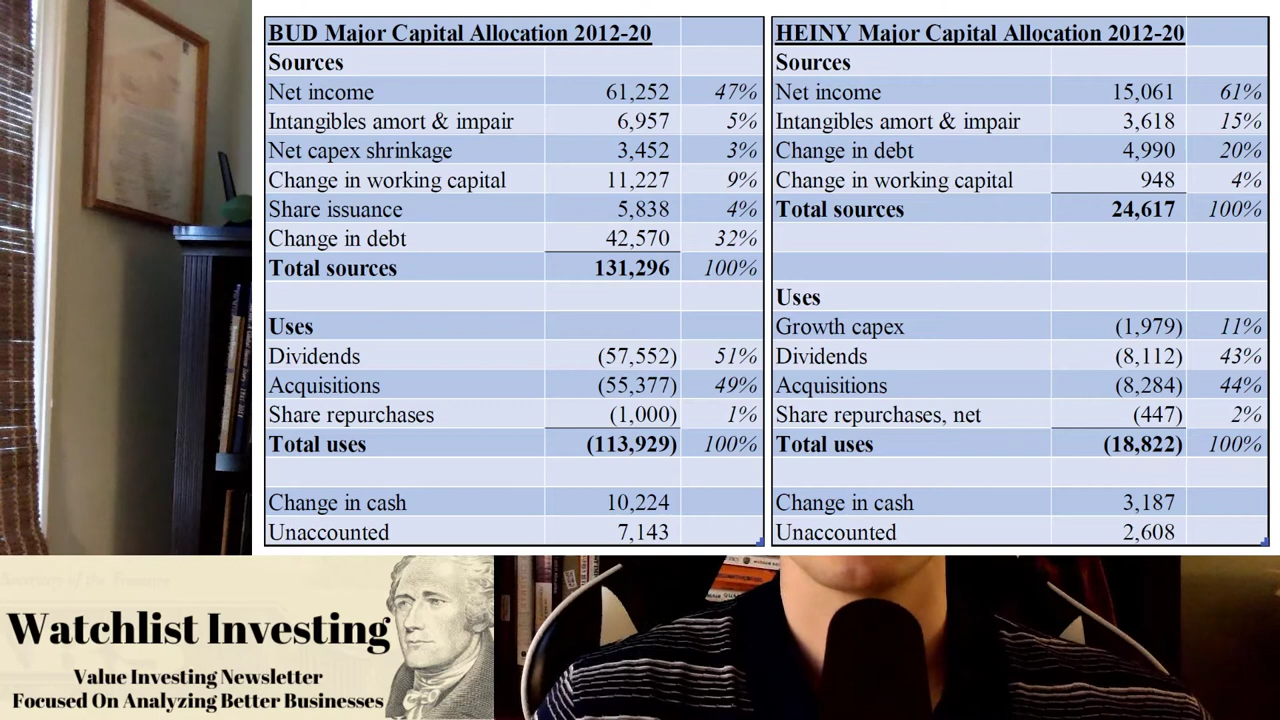 BUD Major Capital Allocation 2012-20
Sources
Net income 61,252 47%
Intangibles amort & impair 6,957 5%
Net capex shrinkage 3,452 3%
Change in working capital 11,227 9%
Share issuance 5,838 4%
Change in debt 42,570 32%
Total sources 131,296 100%
Uses
Dividends (57,552) 51%
Acquisitions (55,377) 49%
Share repurchases (1,000) 1%
Total uses (113,929) 100%
Change in cash 10,224
Unaccounted 7,143
HEINY Major Capital Allocation 2012-20
Sources
Net income 15,061 61%
Intangibles amort & impair 3,618 15%
Change in debt 4,990 20%
Change in working capital 948 4%
Total sources 24,617 100%
Uses
Growth capex (1,979) 11%
Dividends (8,112) 43%
Acquisitions (8,284) 44%
Share repurchases, net (447) 2%
Total uses (18,822) 100%
Change in cash 3,187
Unaccounted 2,608
Secretary of the Treasure
Watchlist Investing
Value Investing Newsletter
Focused On Analyzing Better Businesses